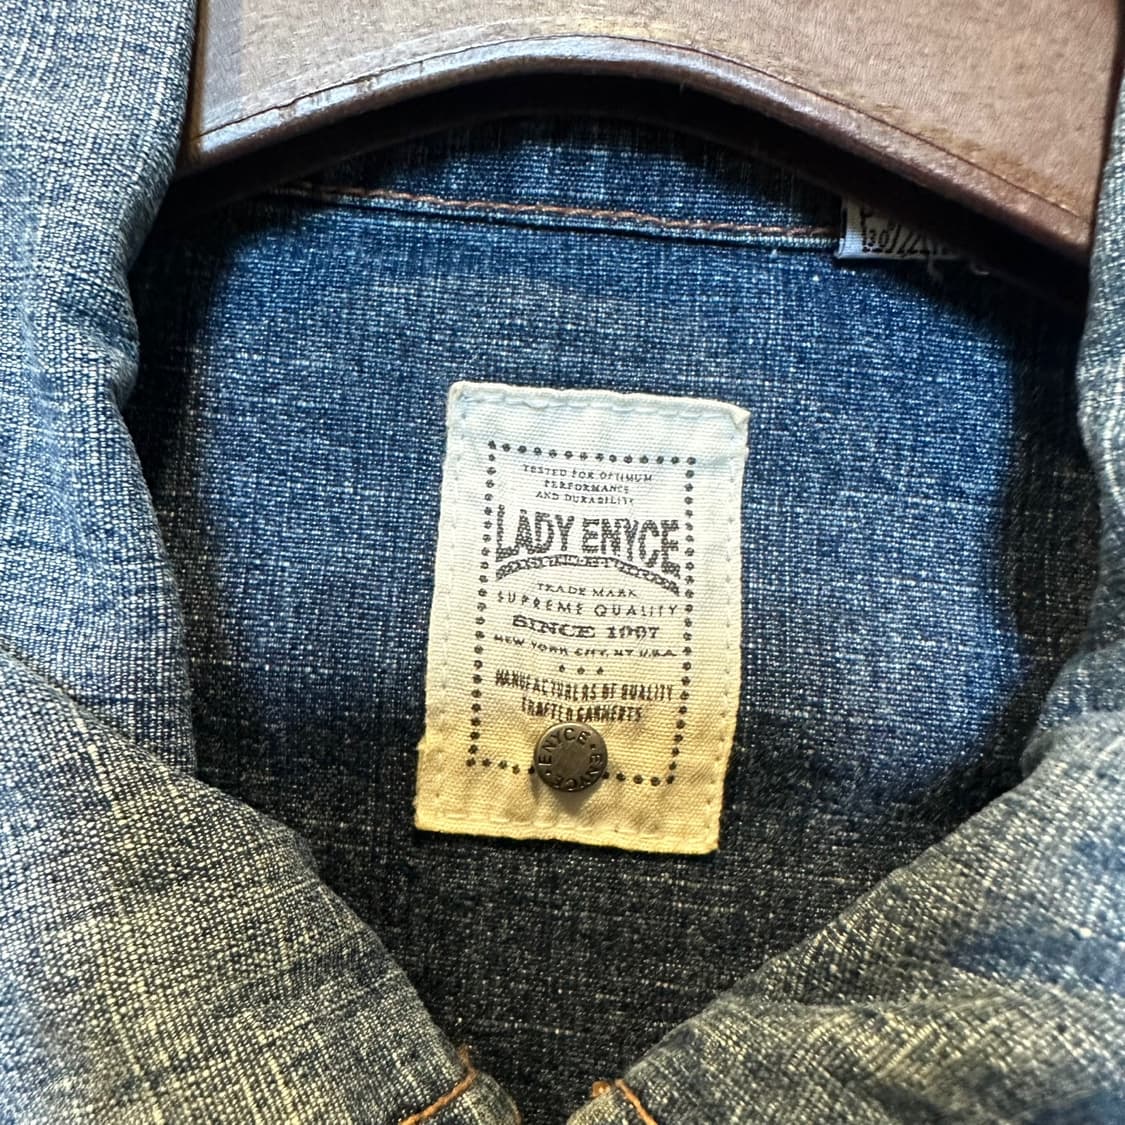 TESTED FOR OPTIMUM
PERFORMANCE
AND DURABILITY
LADY ENYCE
TRADE MARK
SUPREME QUALITY
SINCE 1997
NEW YORK CITY, NY U.S.A.
MANUFACTURERS OF QUALITY
CRAFTED GARMENTS
ENYCE • ENYCE •